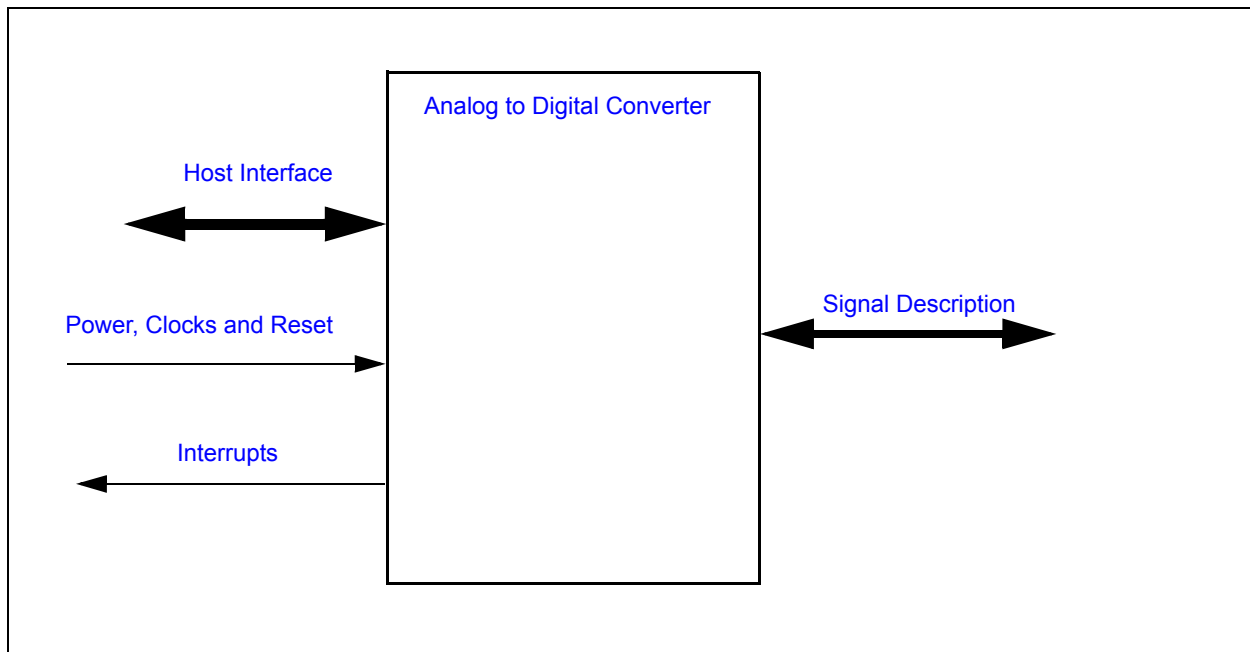 Analog to Digital Converter
Host Interface
Signal Description
Power, Clocks and Reset
Interrupts